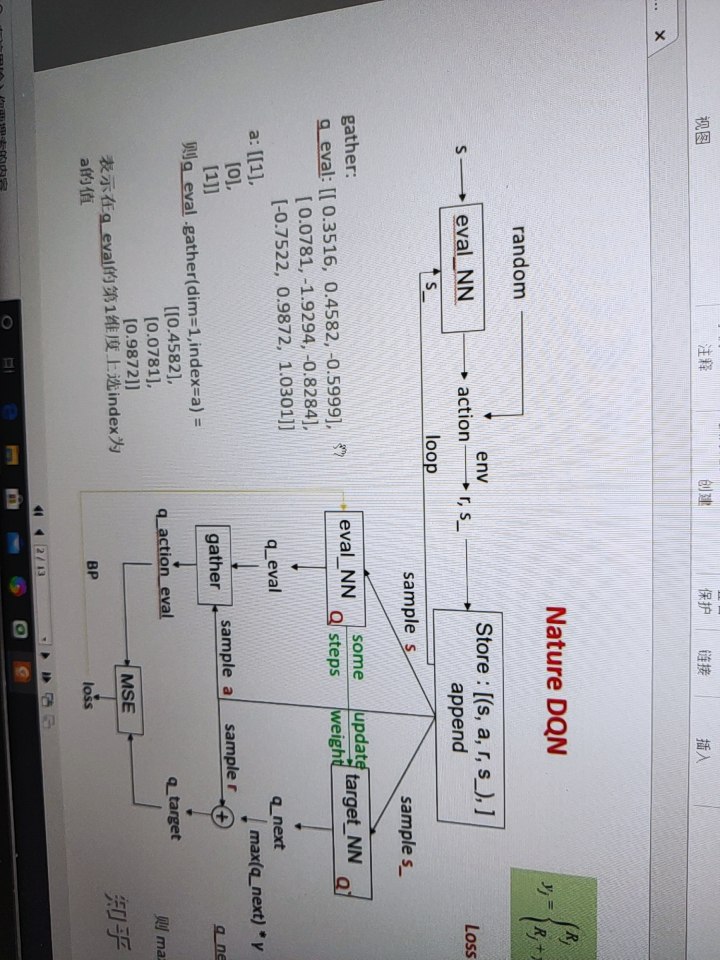 视图
注释
创建
保护
链接
插入
...
Nature DQN
random
s
eval_NN
action
env
r, s_
Store : [(s, a, r, s_), ]
append
s_
loop
sample s
sample s_
eval_NN
Q
some
steps
update
weight
target_NN
Q'
q_eval
q_next
max(q_next) * γ
gather
sample a
sample r
+
q_action_eval
q_target
MSE
BP
loss
gather:
q_eval: [[ 0.3516, 0.4582, -0.5999],
[ 0.0781, -1.9294, -0.8284],
[-0.7522, 0.9872, 1.0301]]
a: [[1],
[0],
[1]]
则q_eval .gather(dim=1,index=a) =
[[0.4582],
[0.0781],
[0.9872]]
表示在q_eval的第1维度上选index为
a的值
y_j = { R_j
R_j +
Loss
q_ne
则 ma
知乎
2 / 13